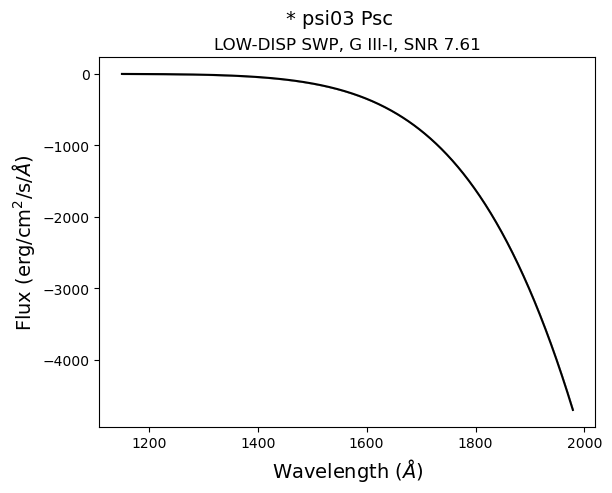 * psi03 Psc
LOW-DISP SWP, G III-I, SNR 7.61
0
−1000
−2000
−3000
−4000
Flux (erg/cm²/s/Å)
1200 1400 1600 1800 2000
Wavelength (Å)